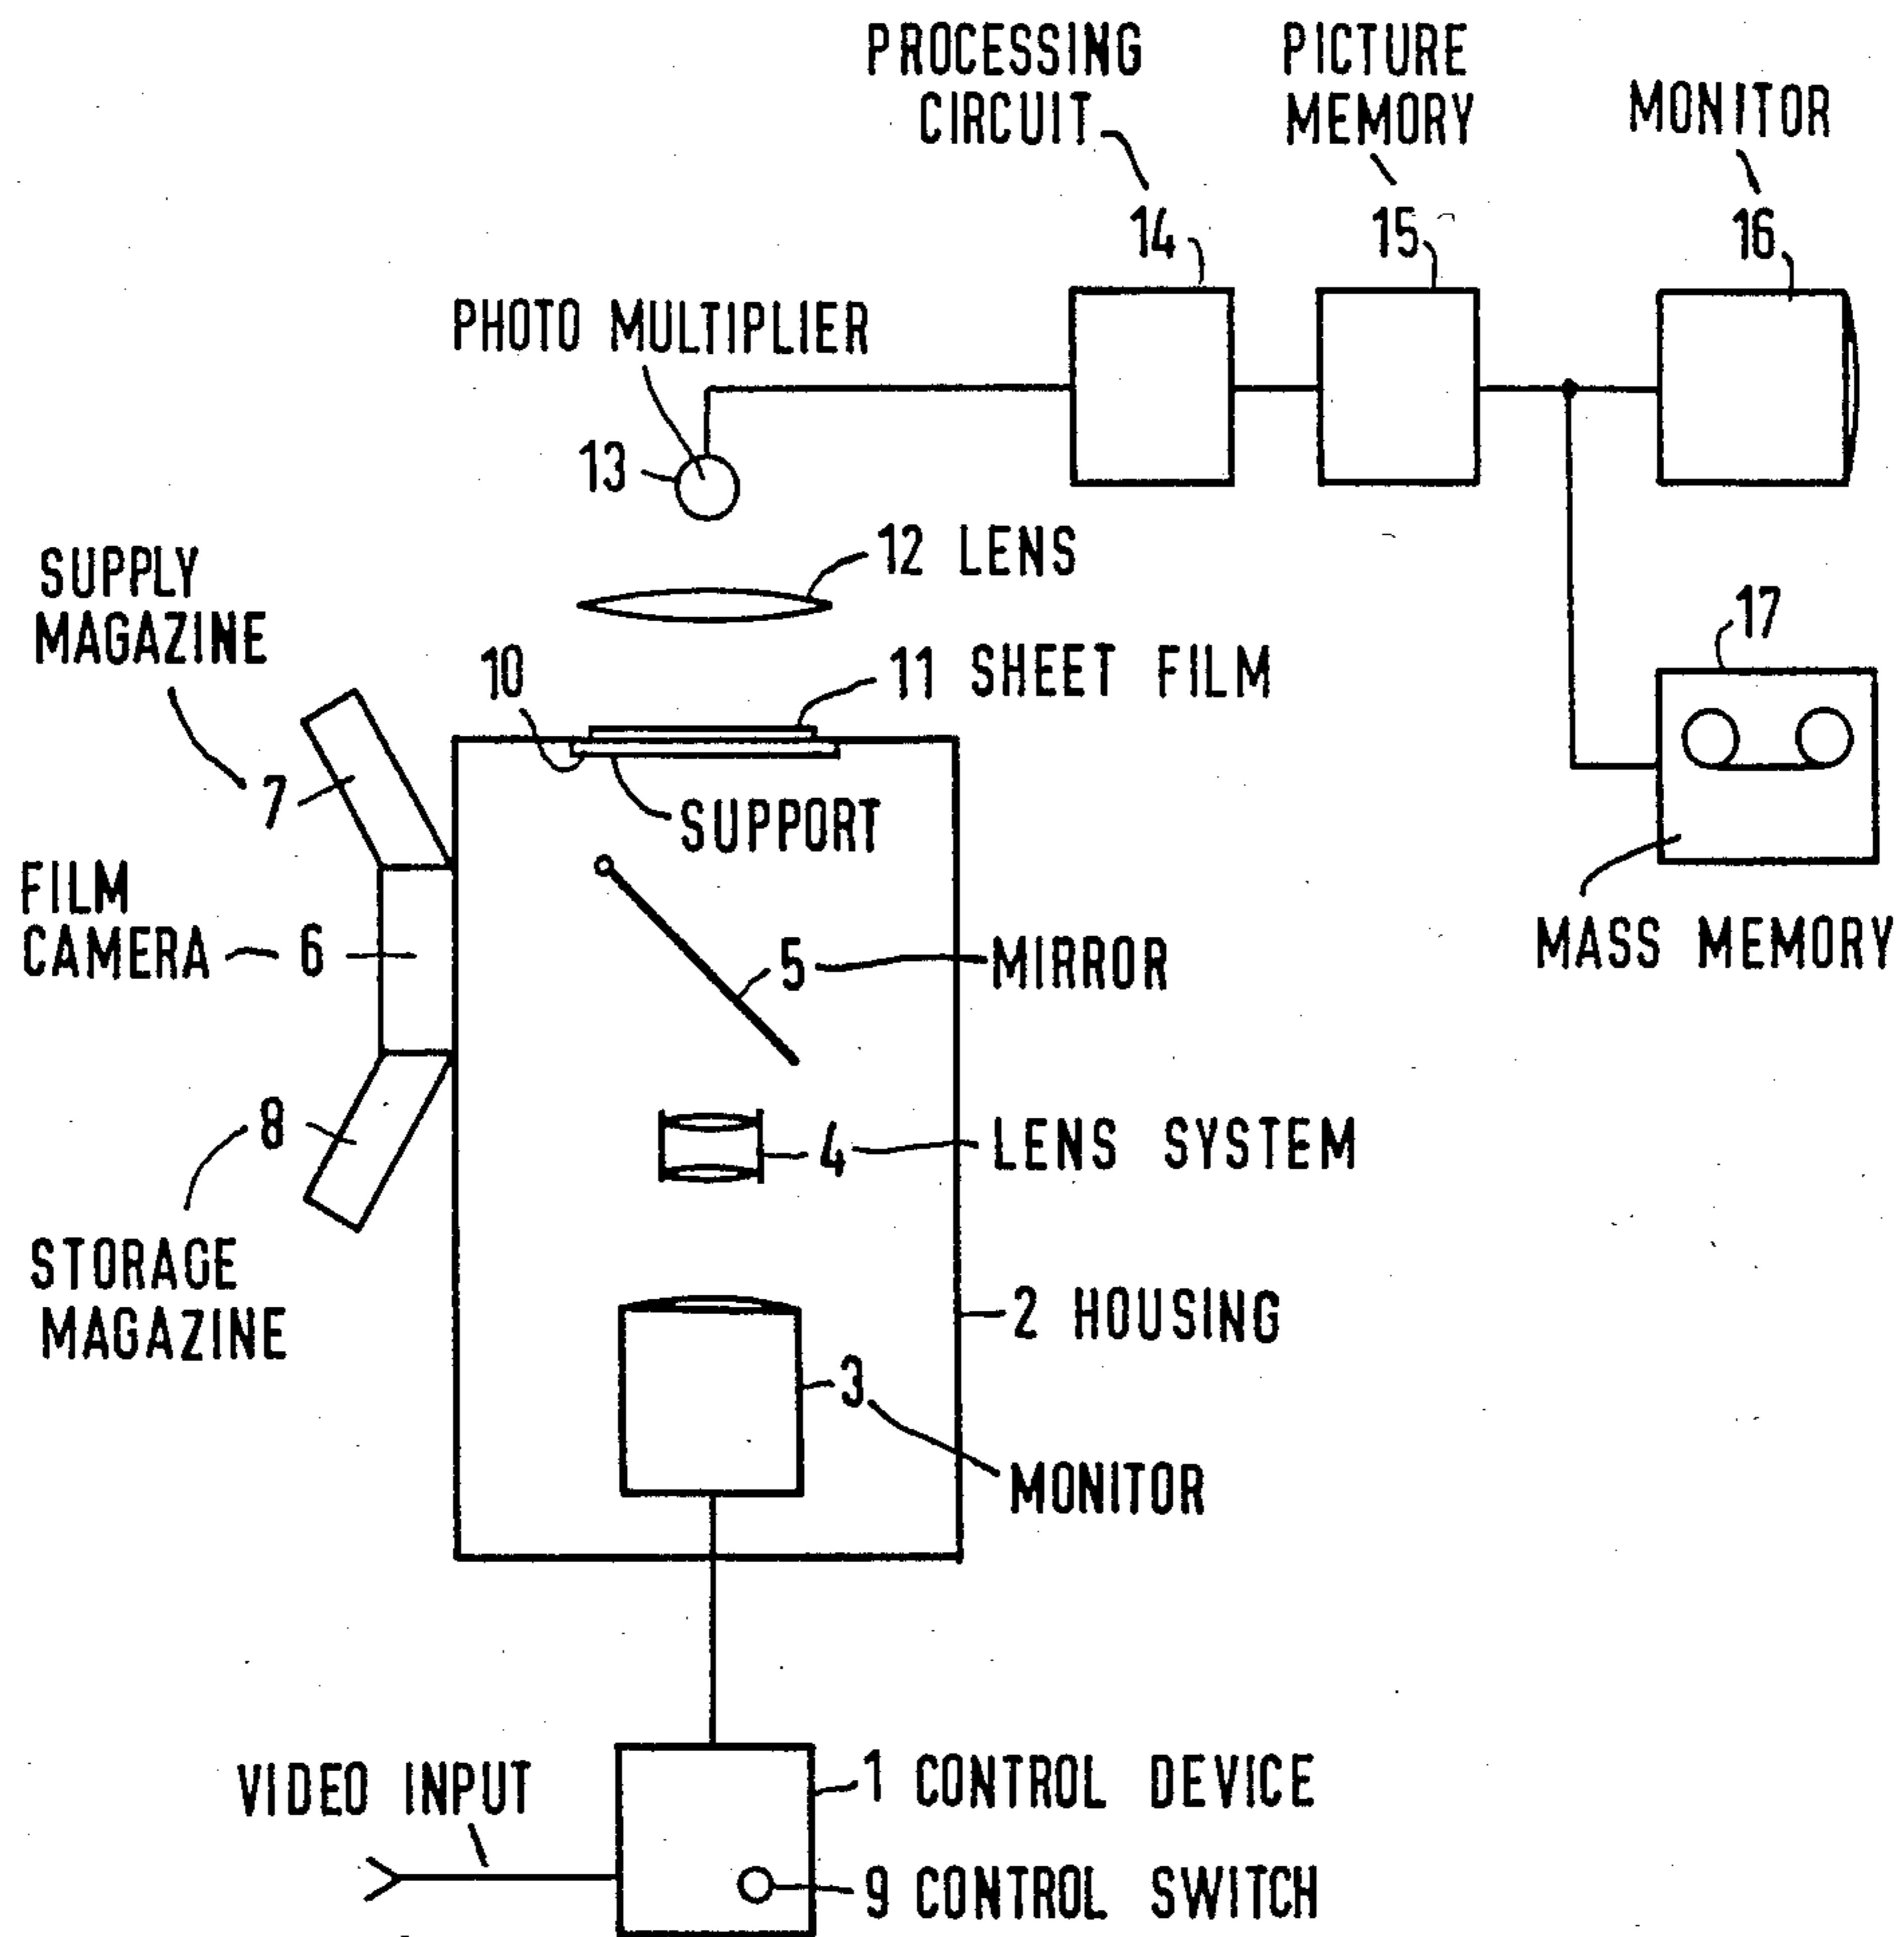 PROCESSING
CIRCUIT
PICTURE
MEMORY
MONITOR
14
15
16
PHOTO MULTIPLIER
13
12 LENS
SUPPLY
MAGAZINE
17
10
11 SHEET FILM
7
SUPPORT
FILM
CAMERA
6
5
MIRROR
MASS MEMORY
8
4
LENS SYSTEM
STORAGE
MAGAZINE
2 HOUSING
3
MONITOR
VIDEO INPUT
1 CONTROL DEVICE
9 CONTROL SWITCH